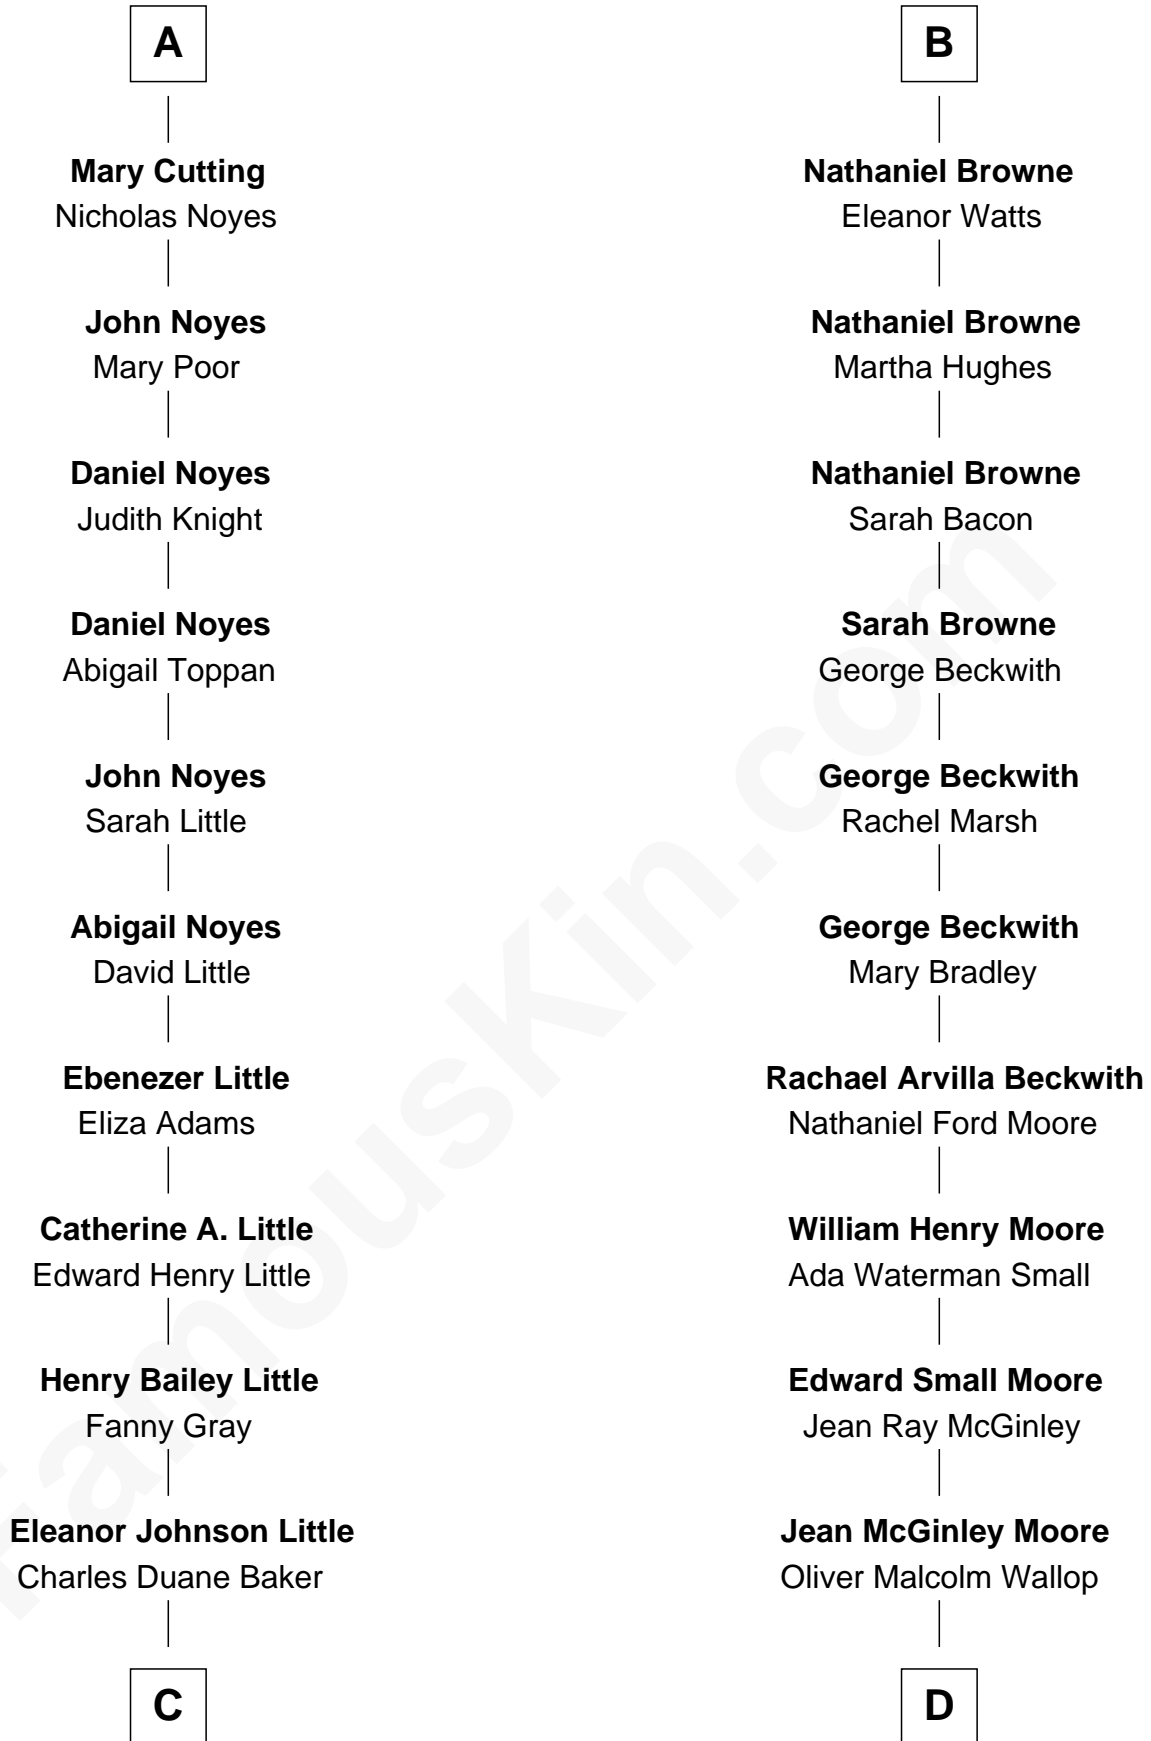 A
Mary Cutting
Nicholas Noyes
John Noyes
Mary Poor
Daniel Noyes
Judith Knight
Daniel Noyes
Abigail Toppan
John Noyes
Sarah Little
Abigail Noyes
David Little
Ebenezer Little
Eliza Adams
Catherine A. Little
Edward Henry Little
Henry Bailey Little
Fanny Gray
Eleanor Johnson Little
Charles Duane Baker
C
B
Nathaniel Browne
Eleanor Watts
Nathaniel Browne
Martha Hughes
Nathaniel Browne
Sarah Bacon
Sarah Browne
George Beckwith
George Beckwith
Rachel Marsh
George Beckwith
Mary Bradley
Rachael Arvilla Beckwith
Nathaniel Ford Moore
William Henry Moore
Ada Waterman Small
Edward Small Moore
Jean Ray McGinley
Jean McGinley Moore
Oliver Malcolm Wallop
D
FamousKin.com